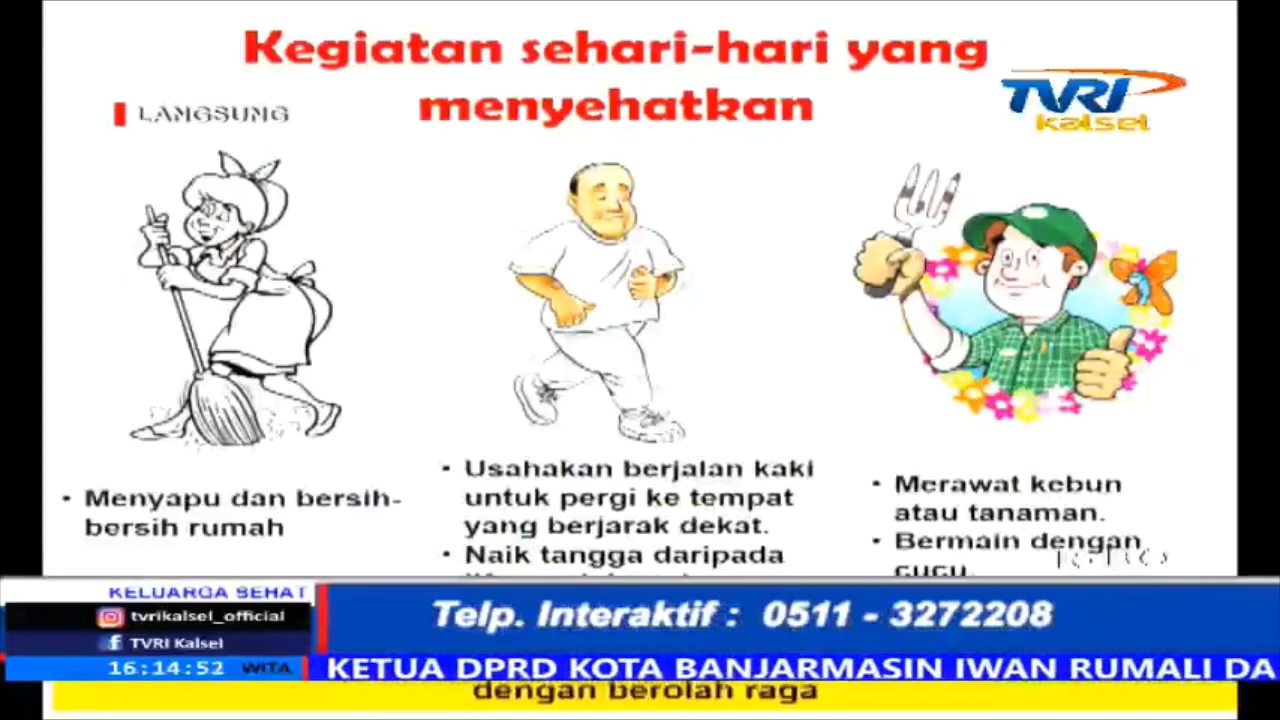 Kegiatan sehari-hari yang
menyehatkan
LANGSUNG
TVRI
kalsel
• Menyapu dan bersih-
bersih rumah
• Usahakan berjalan kaki
untuk pergi ke tempat
yang berjarak dekat.
• Naik tangga daripada
• Merawat kebun
atau tanaman.
• Bermain dengan
cucu.
KELUARGA SEHAT
tvrikalsel_official
TVRI Kalsel
16:14:52 WITA
Telp. Interaktif : 0511 - 3272208
KETUA DPRD KOTA BANJARMASIN IWAN RUMALI DA
dengan berolah raga